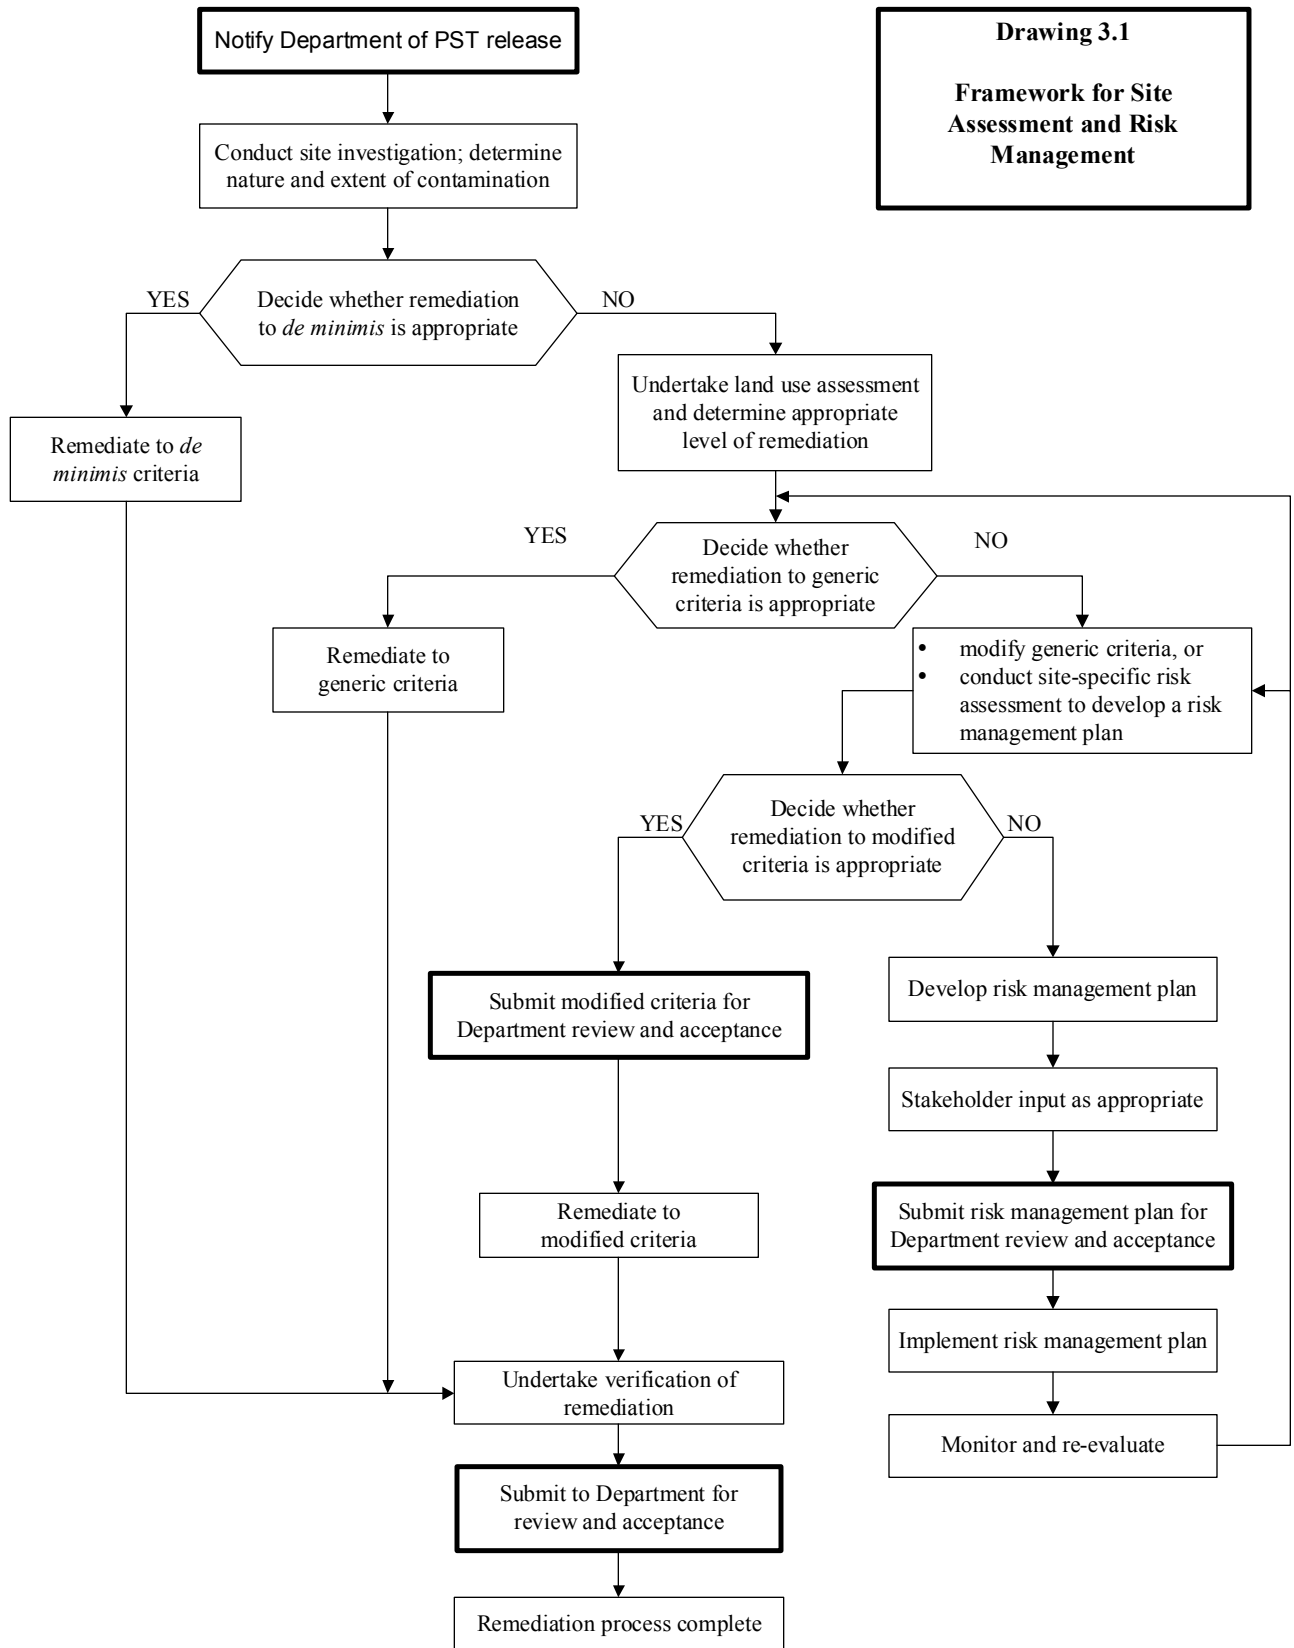 Notify Department of PST release
Drawing 3.1
Framework for Site
Assessment and Risk
Management
Conduct site investigation; determine
nature and extent of contamination
YES
Decide whether remediation
to de minimis is appropriate
NO
Undertake land use assessment
and determine appropriate
level of remediation
Remediate to de
minimis criteria
YES
Decide whether
remediation to generic
criteria is appropriate
NO
Remediate to
generic criteria
• modify generic criteria, or
• conduct site-specific risk
assessment to develop a risk
management plan
YES
Decide whether
remediation to modified
criteria is appropriate
NO
Submit modified criteria for
Department review and acceptance
Develop risk management plan
Stakeholder input as appropriate
Remediate to
modified criteria
Submit risk management plan for
Department review and acceptance
Implement risk management plan
Undertake verification of
remediation
Monitor and re-evaluate
Submit to Department for
review and acceptance
Remediation process complete